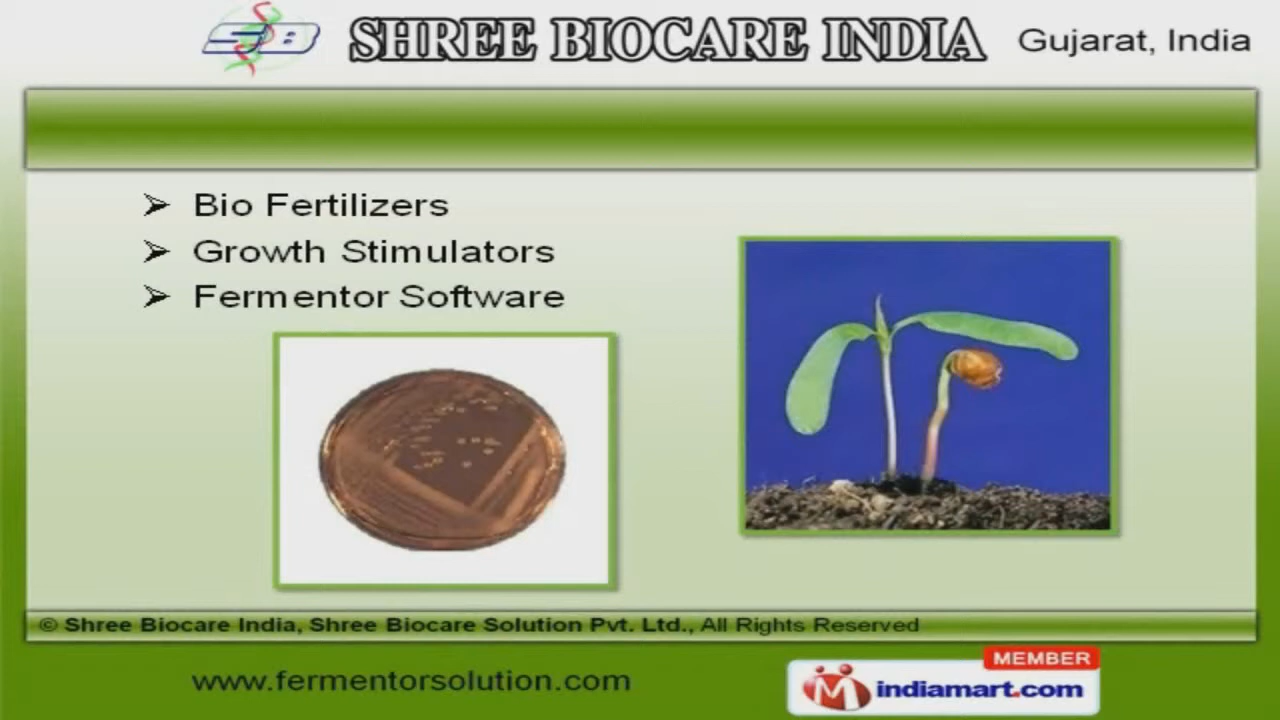 SB
SHREE BIOCARE INDIA
Gujarat, India
➢ Bio Fertilizers
➢ Growth Stimulators
➢ Fermentor Software
© Shree Biocare India, Shree Biocare Solution Pvt. Ltd., All Rights Reserved
www.fermentorsolution.com
MEMBER
indiamart.com